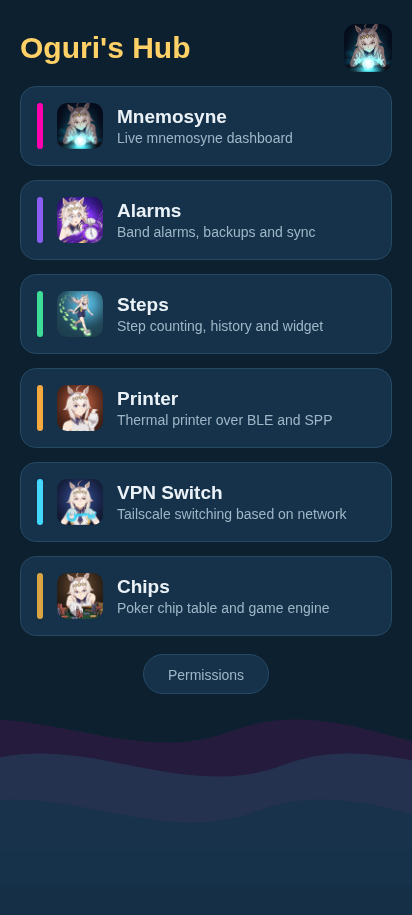 Oguri's Hub
Mnemosyne
Live mnemosyne dashboard
Alarms
Band alarms, backups and sync
Steps
Step counting, history and widget
Printer
Thermal printer over BLE and SPP
VPN Switch
Tailscale switching based on network
Chips
Poker chip table and game engine
Permissions